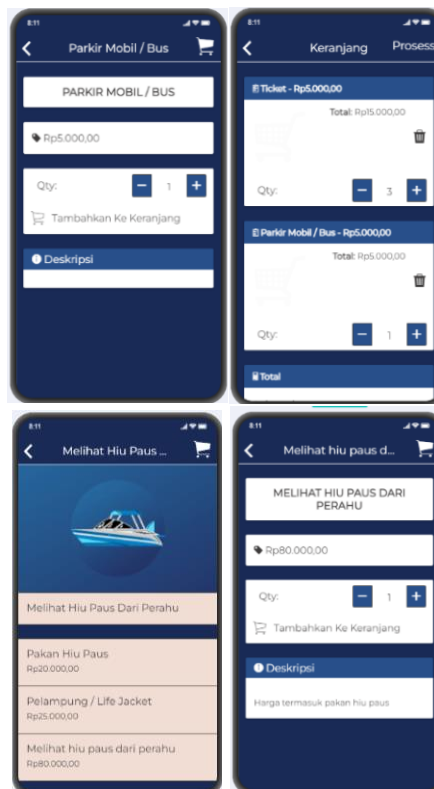 8:11
Parkir Mobil / Bus
PARKIR MOBIL / BUS
Rp5.000,00
Qty:
1
Tambahkan Ke Keranjang
Deskripsi
8:11
Keranjang
Prosess
Ticket - Rp5.000,00
Total: Rp15.000,00
Qty:
3
Parkir Mobil / Bus - Rp5.000,00
Total: Rp5.000,00
Qty:
1
Total
8:11
Melihat Hiu Paus ...
Melihat Hiu Paus Dari Perahu
Pakan Hiu Paus
Rp20.000,00
Pelampung / Life Jacket
Rp25.000,00
Melihat hiu paus dari perahu
Rp80.000,00
8:11
Melihat hiu paus d...
MELIHAT HIU PAUS DARI
PERAHU
Rp80.000,00
Qty:
1
Tambahkan Ke Keranjang
Deskripsi
Harga termasuk pakan hiu paus